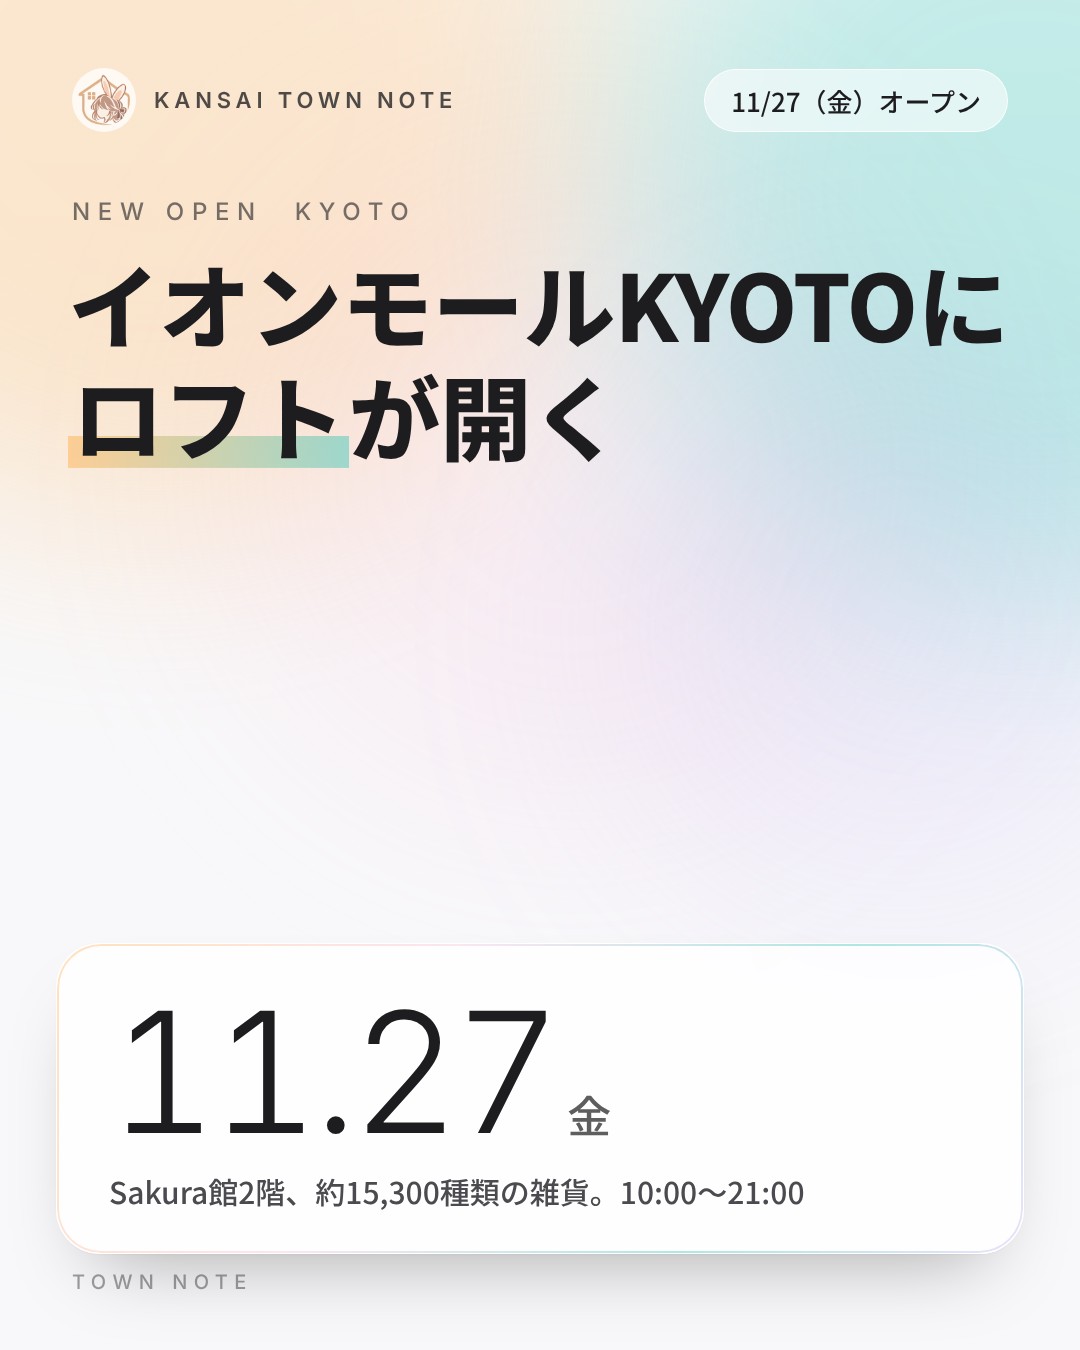 KANSAI TOWN NOTE
11/27（金）オープン
NEW OPEN KYOTO
イオンモールKYOTOに
ロフトが開く
11.27 金
Sakura館2階、約15,300種類の雑貨。10:00〜21:00
TOWN NOTE